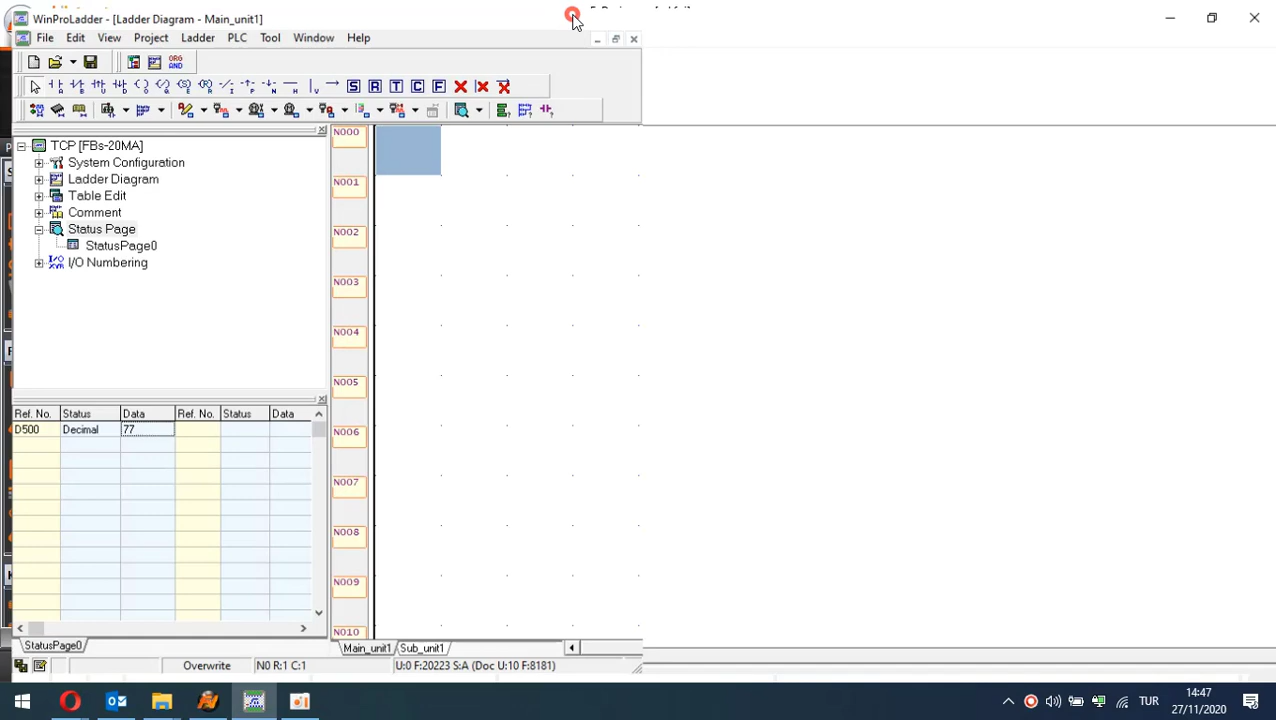 WinProLadder - [Ladder Diagram - Main_unit1]
File Edit View Project Ladder PLC Tool Window Help
ORG
AND
S R T C F
TCP [FBs-20MA]
System Configuration
Ladder Diagram
Table Edit
Comment
Status Page
StatusPage0
I/O Numbering
Ref. No. Status Data Ref. No. Status Data
D500 Decimal 77
StatusPage0
N000
N001
N002
N003
N004
N005
N006
N007
N008
N009
N010
Main_unit1 Sub_unit1
Overwrite N0 R:1 C:1 U:0 F:20223 S:A (Doc U:10 F:8181)
TUR
14:47
27/11/2020